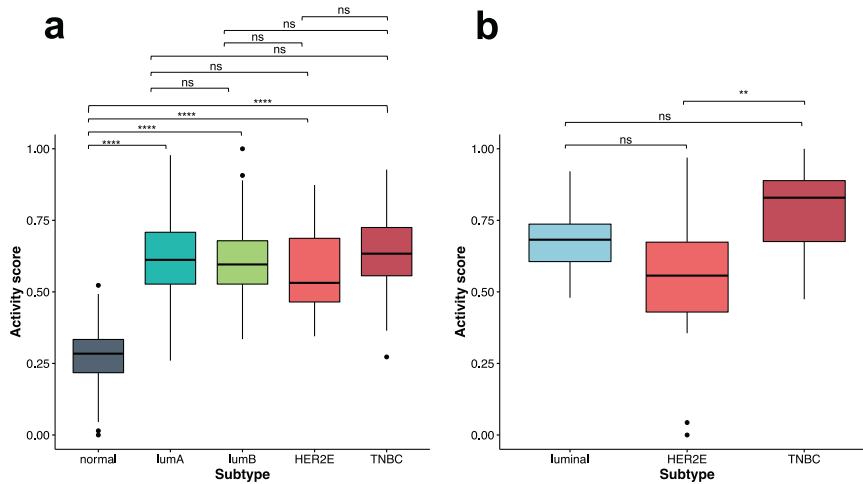 a
ns
ns
ns
ns
ns
ns
****
****
****
****
1.00
0.75
0.50
0.25
0.00
Activity score
normal lumA lumB HER2E TNBC
Subtype
b
**
ns
ns
1.00
0.75
0.50
0.25
0.00
Activity score
luminal HER2E TNBC
Subtype